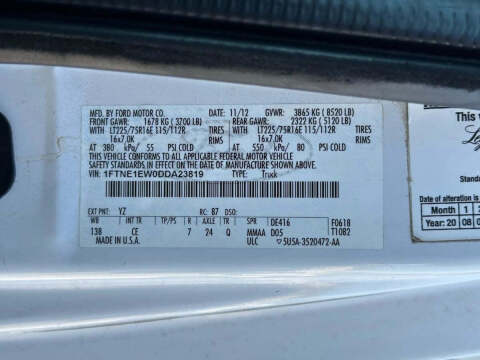 MFD. BY FORD MOTOR CO. 11/12 GVWR: 3865 KG ( 8520 LB)
FRONT GAWR: 1678 KG ( 3700 LB) REAR GAWR: 2322 KG ( 5120 LB)
WITH LT225/75R16E 115/112R TIRES WITH LT225/75R16E 115/112R TIRES
16x7.0K RIMS 16x7.0K RIMS
AT 380 kPa/ 55 PSI COLD AT 550 kPa/ 80 PSI COLD
THIS VEHICLE CONFORMS TO ALL APPLICABLE FEDERAL MOTOR VEHICLE
SAFETY STANDARDS IN EFFECT ON THE DATE OF MANUFACTURE SHOWN ABOVE.
VIN: 1FTNE1EW0DDA23819 TYPE: Truck
EXT PNT: YZ RC: 87 DSO:
WB INT TR TP/PS R AXLE TR SPR DE416 F0618
138 CE 7 24 Q MMAA D05 T1082
MADE IN U.S.A. ULC 5U5A-3520472-AA
This v
Month 1
Year: 20 08